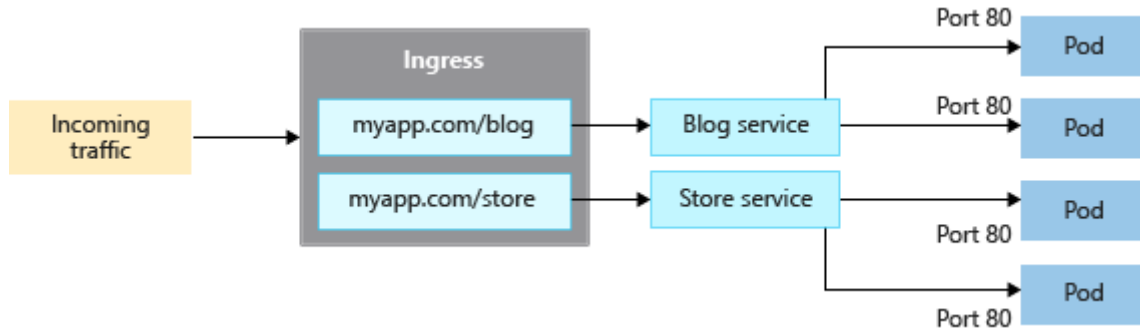 Port 80
Pod
Ingress
Incoming
traffic
myapp.com/blog
Blog service
Port 80
Pod
myapp.com/store
Store service
Pod
Port 80
Pod
Port 80